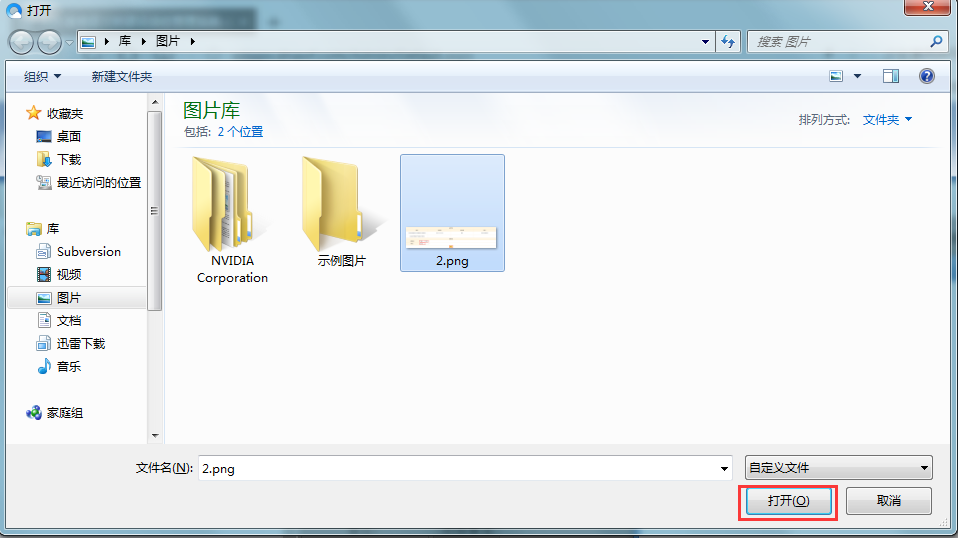 打开
库 图片
搜索 图片
组织 新建文件夹
收藏夹
桌面
下载
最近访问的位置
库
Subversion
视频
图片
文档
迅雷下载
音乐
家庭组
图片库
包括: 2 个位置
排列方式: 文件夹
NVIDIA
Corporation
示例图片
2.png
文件名(N): 2.png
自定义文件
打开(O) 取消